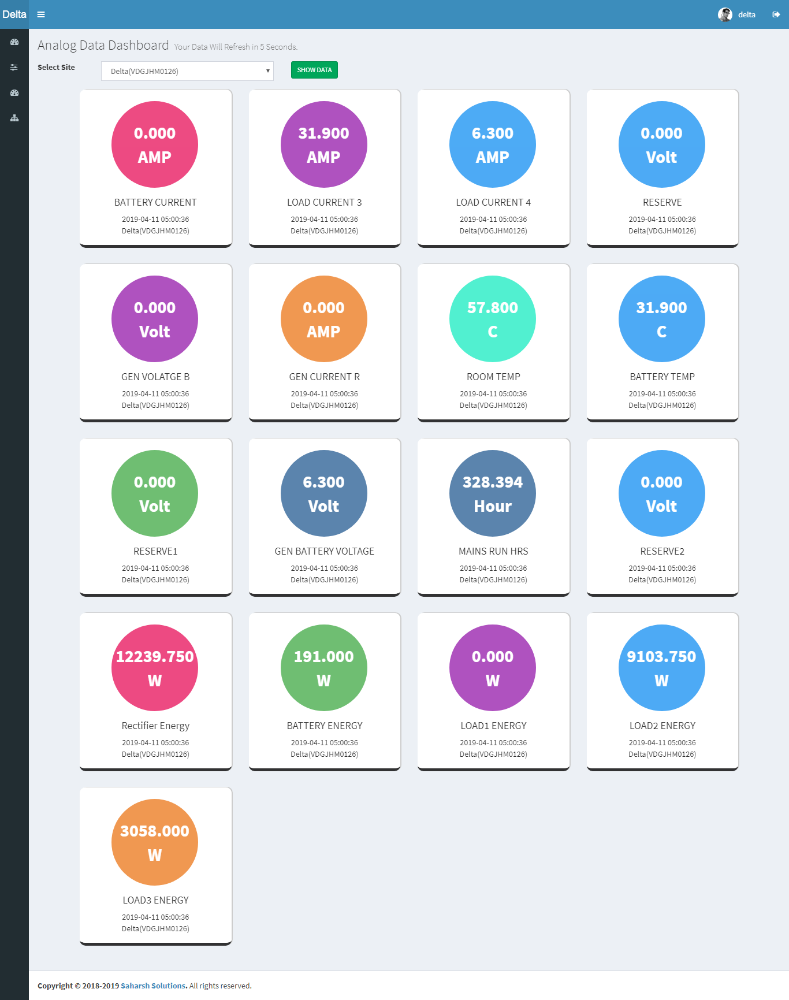 Delta
delta
Analog Data Dashboard Your Data Will Refresh in 5 Seconds.
Select Site
Delta(VDGJHM0126)
SHOW DATA
0.000
AMP
BATTERY CURRENT
2019-04-11 05:00:36
Delta(VDGJHM0126)
31.900
AMP
LOAD CURRENT 3
2019-04-11 05:00:36
Delta(VDGJHM0126)
6.300
AMP
LOAD CURRENT 4
2019-04-11 05:00:36
Delta(VDGJHM0126)
0.000
Volt
RESERVE
2019-04-11 05:00:36
Delta(VDGJHM0126)
0.000
Volt
GEN VOLATGE B
2019-04-11 05:00:36
Delta(VDGJHM0126)
0.000
AMP
GEN CURRENT R
2019-04-11 05:00:36
Delta(VDGJHM0126)
57.800
C
ROOM TEMP
2019-04-11 05:00:36
Delta(VDGJHM0126)
31.900
C
BATTERY TEMP
2019-04-11 05:00:36
Delta(VDGJHM0126)
0.000
Volt
RESERVE1
2019-04-11 05:00:36
Delta(VDGJHM0126)
6.300
Volt
GEN BATTERY VOLTAGE
2019-04-11 05:00:36
Delta(VDGJHM0126)
328.394
Hour
MAINS RUN HRS
2019-04-11 05:00:36
Delta(VDGJHM0126)
0.000
Volt
RESERVE2
2019-04-11 05:00:36
Delta(VDGJHM0126)
12239.750
W
Rectifier Energy
2019-04-11 05:00:36
Delta(VDGJHM0126)
191.000
W
BATTERY ENERGY
2019-04-11 05:00:36
Delta(VDGJHM0126)
0.000
W
LOAD1 ENERGY
2019-04-11 05:00:36
Delta(VDGJHM0126)
9103.750
W
LOAD2 ENERGY
2019-04-11 05:00:36
Delta(VDGJHM0126)
3058.000
W
LOAD3 ENERGY
2019-04-11 05:00:36
Delta(VDGJHM0126)
Copyright © 2018-2019 Saharsh Solutions. All rights reserved.